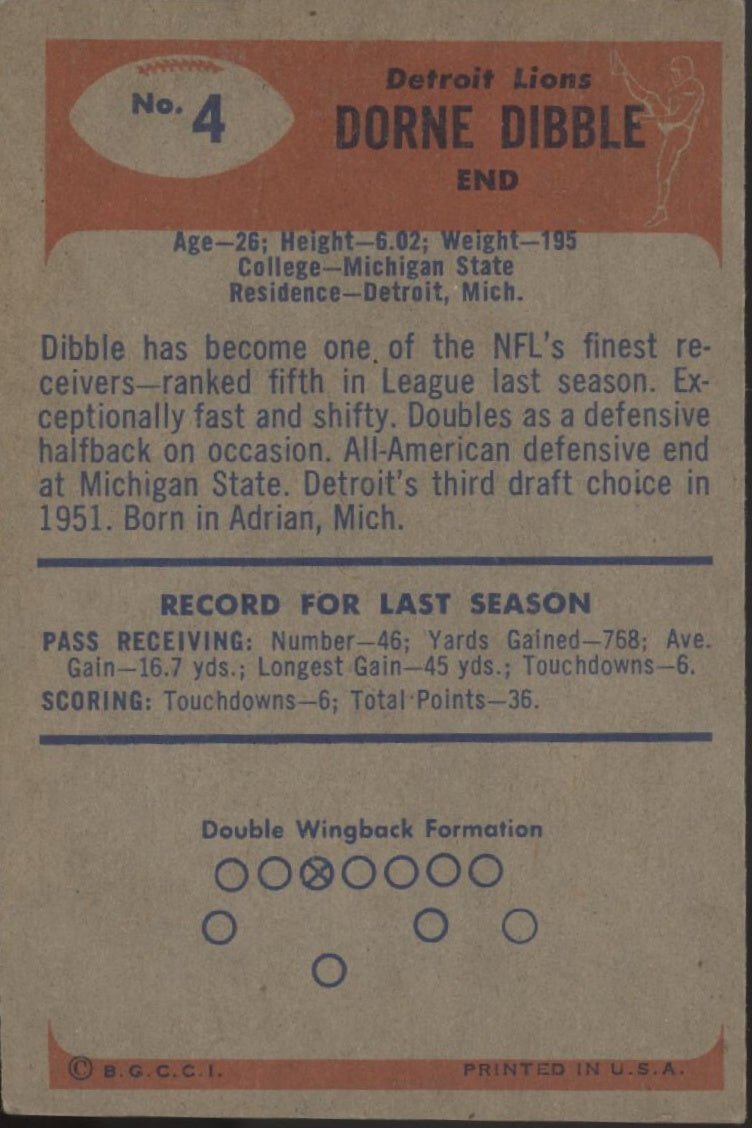 No. 4
Detroit Lions
DORNE DIBBLE
END
Age—26; Height—6.02; Weight—195
College—Michigan State
Residence—Detroit, Mich.
Dibble has become one of the NFL's finest re-
ceivers—ranked fifth in League last season. Ex-
ceptionally fast and shifty. Doubles as a defensive
halfback on occasion. All-American defensive end
at Michigan State. Detroit's third draft choice in
1951. Born in Adrian, Mich.
RECORD FOR LAST SEASON
PASS RECEIVING: Number—46; Yards Gained—768; Ave.
Gain—16.7 yds.; Longest Gain—45 yds.; Touchdowns—6.
SCORING: Touchdowns—6; Total Points—36.
Double Wingback Formation
© B.G.C.C.I. PRINTED IN U.S.A.